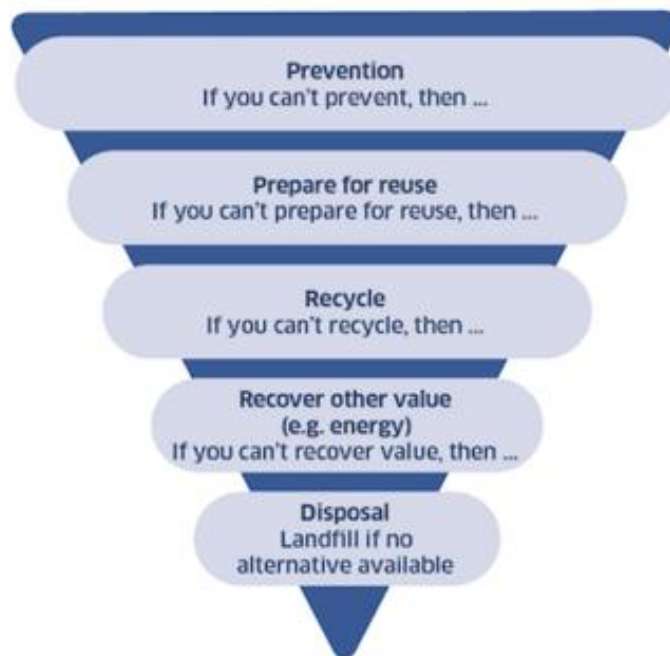 Prevention
If you can't prevent, then ...
Prepare for reuse
If you can't prepare for reuse, then ...
Recycle
If you can't recycle, then ...
Recover other value
(e.g. energy)
If you can't recover value, then ...
Disposal
Landfill if no
alternative available